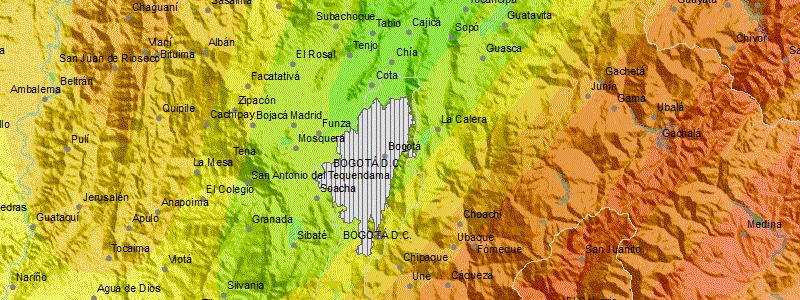 Chaguaní
Sasaima
Subachoque
Tabio
Cajicá
Tocancipá
Guatavita
Guayatá
Vianí
Bituima
Albán
Tenjo
Chía
Sopó
Guasca
Chivor
San Juan de Rioseco
El Rosal
Facatativá
Cota
Gachetá
Beltrán
Ambalema
Junín
Gama
Zipacón
Quipile
Cachipay
Bojacá
Madrid
Funza
La Calera
Ubalá
Gachalá
Pulí
Mosquera
Bogotá
Tena
BOGOTÁ D.C.
La Mesa
San Antonio del Tequendama
El Colegio
Soacha
Jerusalén
Anapoima
Guataquí
Apulo
Granada
Choachí
Medina
Sibaté
BOGOTÁ D.C.
Ubaque
Fómeque
San Juanito
Tocaima
Viotá
Chipaque
Nariño
Une
Cáqueza
Agua de Dios
Silvania
El Calvario